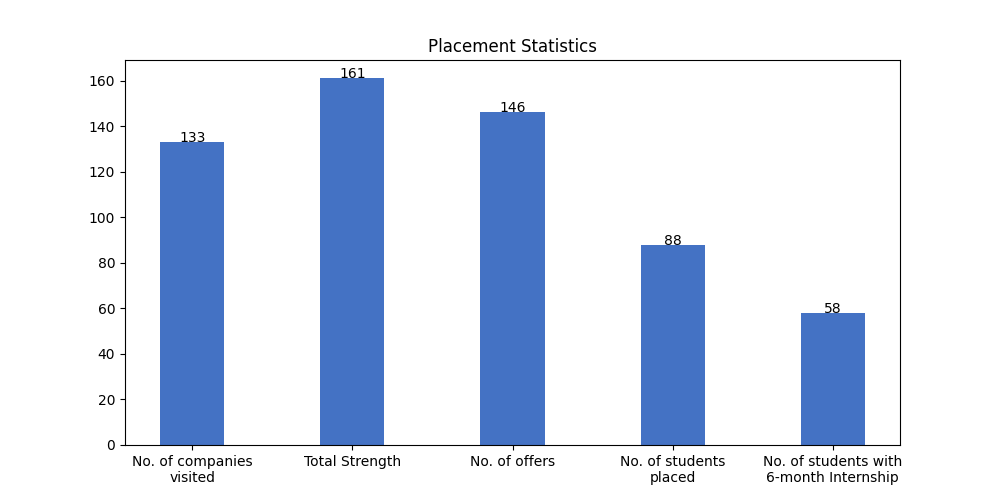 Placement Statistics
160
140
120
100
80
60
40
20
0
133
161
146
88
58
No. of companies
visited
Total Strength
No. of offers
No. of students
placed
No. of students with
6-month Internship